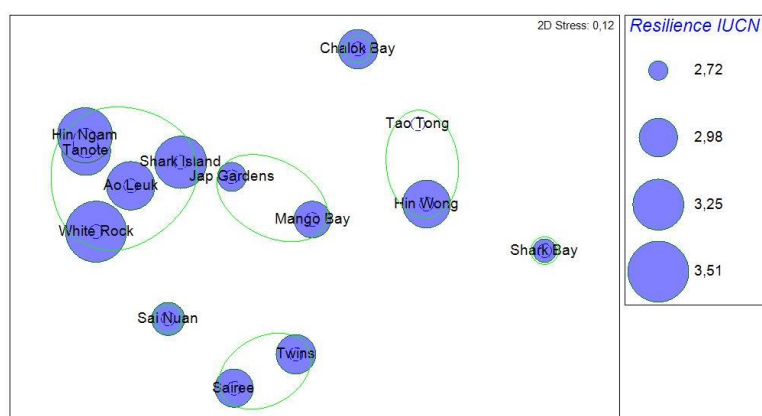 2D Stress: 0,12
Resilience IUCN
Chalok Bay
2,72
Tao Tong
Hin Ngam
2,98
Tanote
Shark Island
Jap Gardens
Ao Leuk
3,25
Hin Wong
Mango Bay
White Rock
Shark Bay
3,51
Sai Nuan
Twins
Sairee